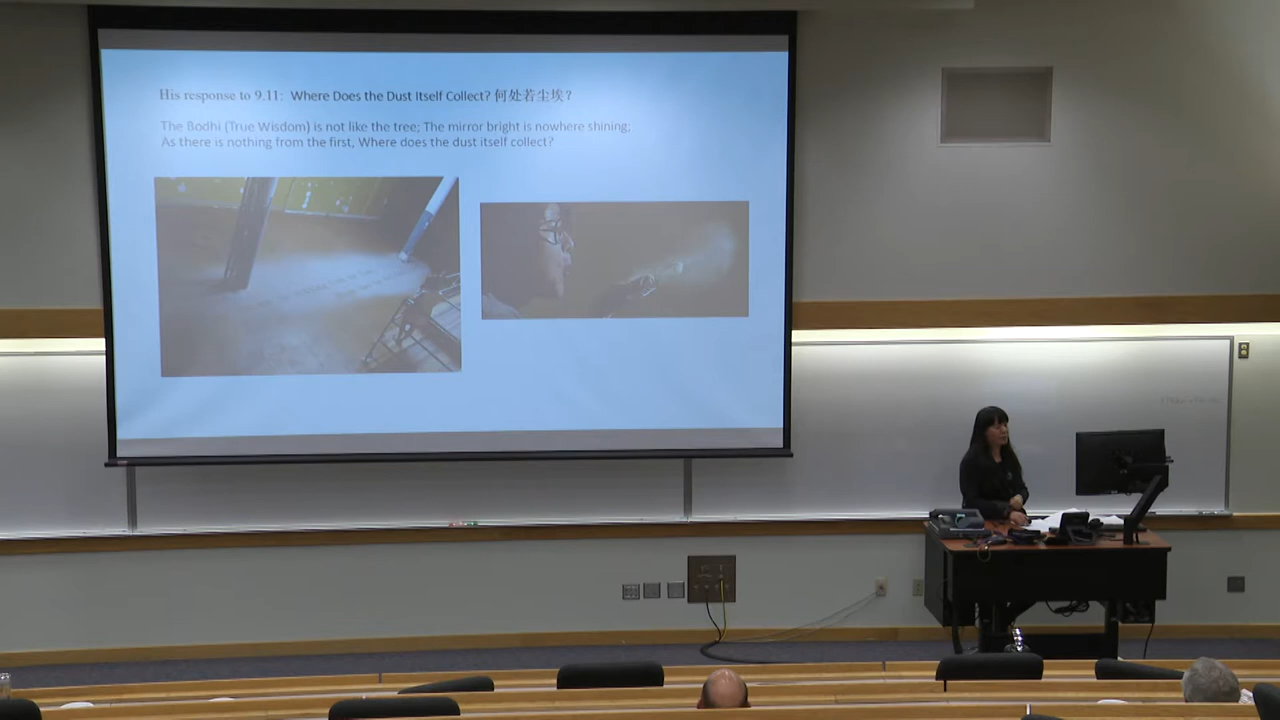 His response to 9.11: Where Does the Dust Itself Collect? 何处若尘埃?
The Bodhi (True Wisdom) is not like the tree; The mirror bright is nowhere shining;
As there is nothing from the first, Where does the dust itself collect?